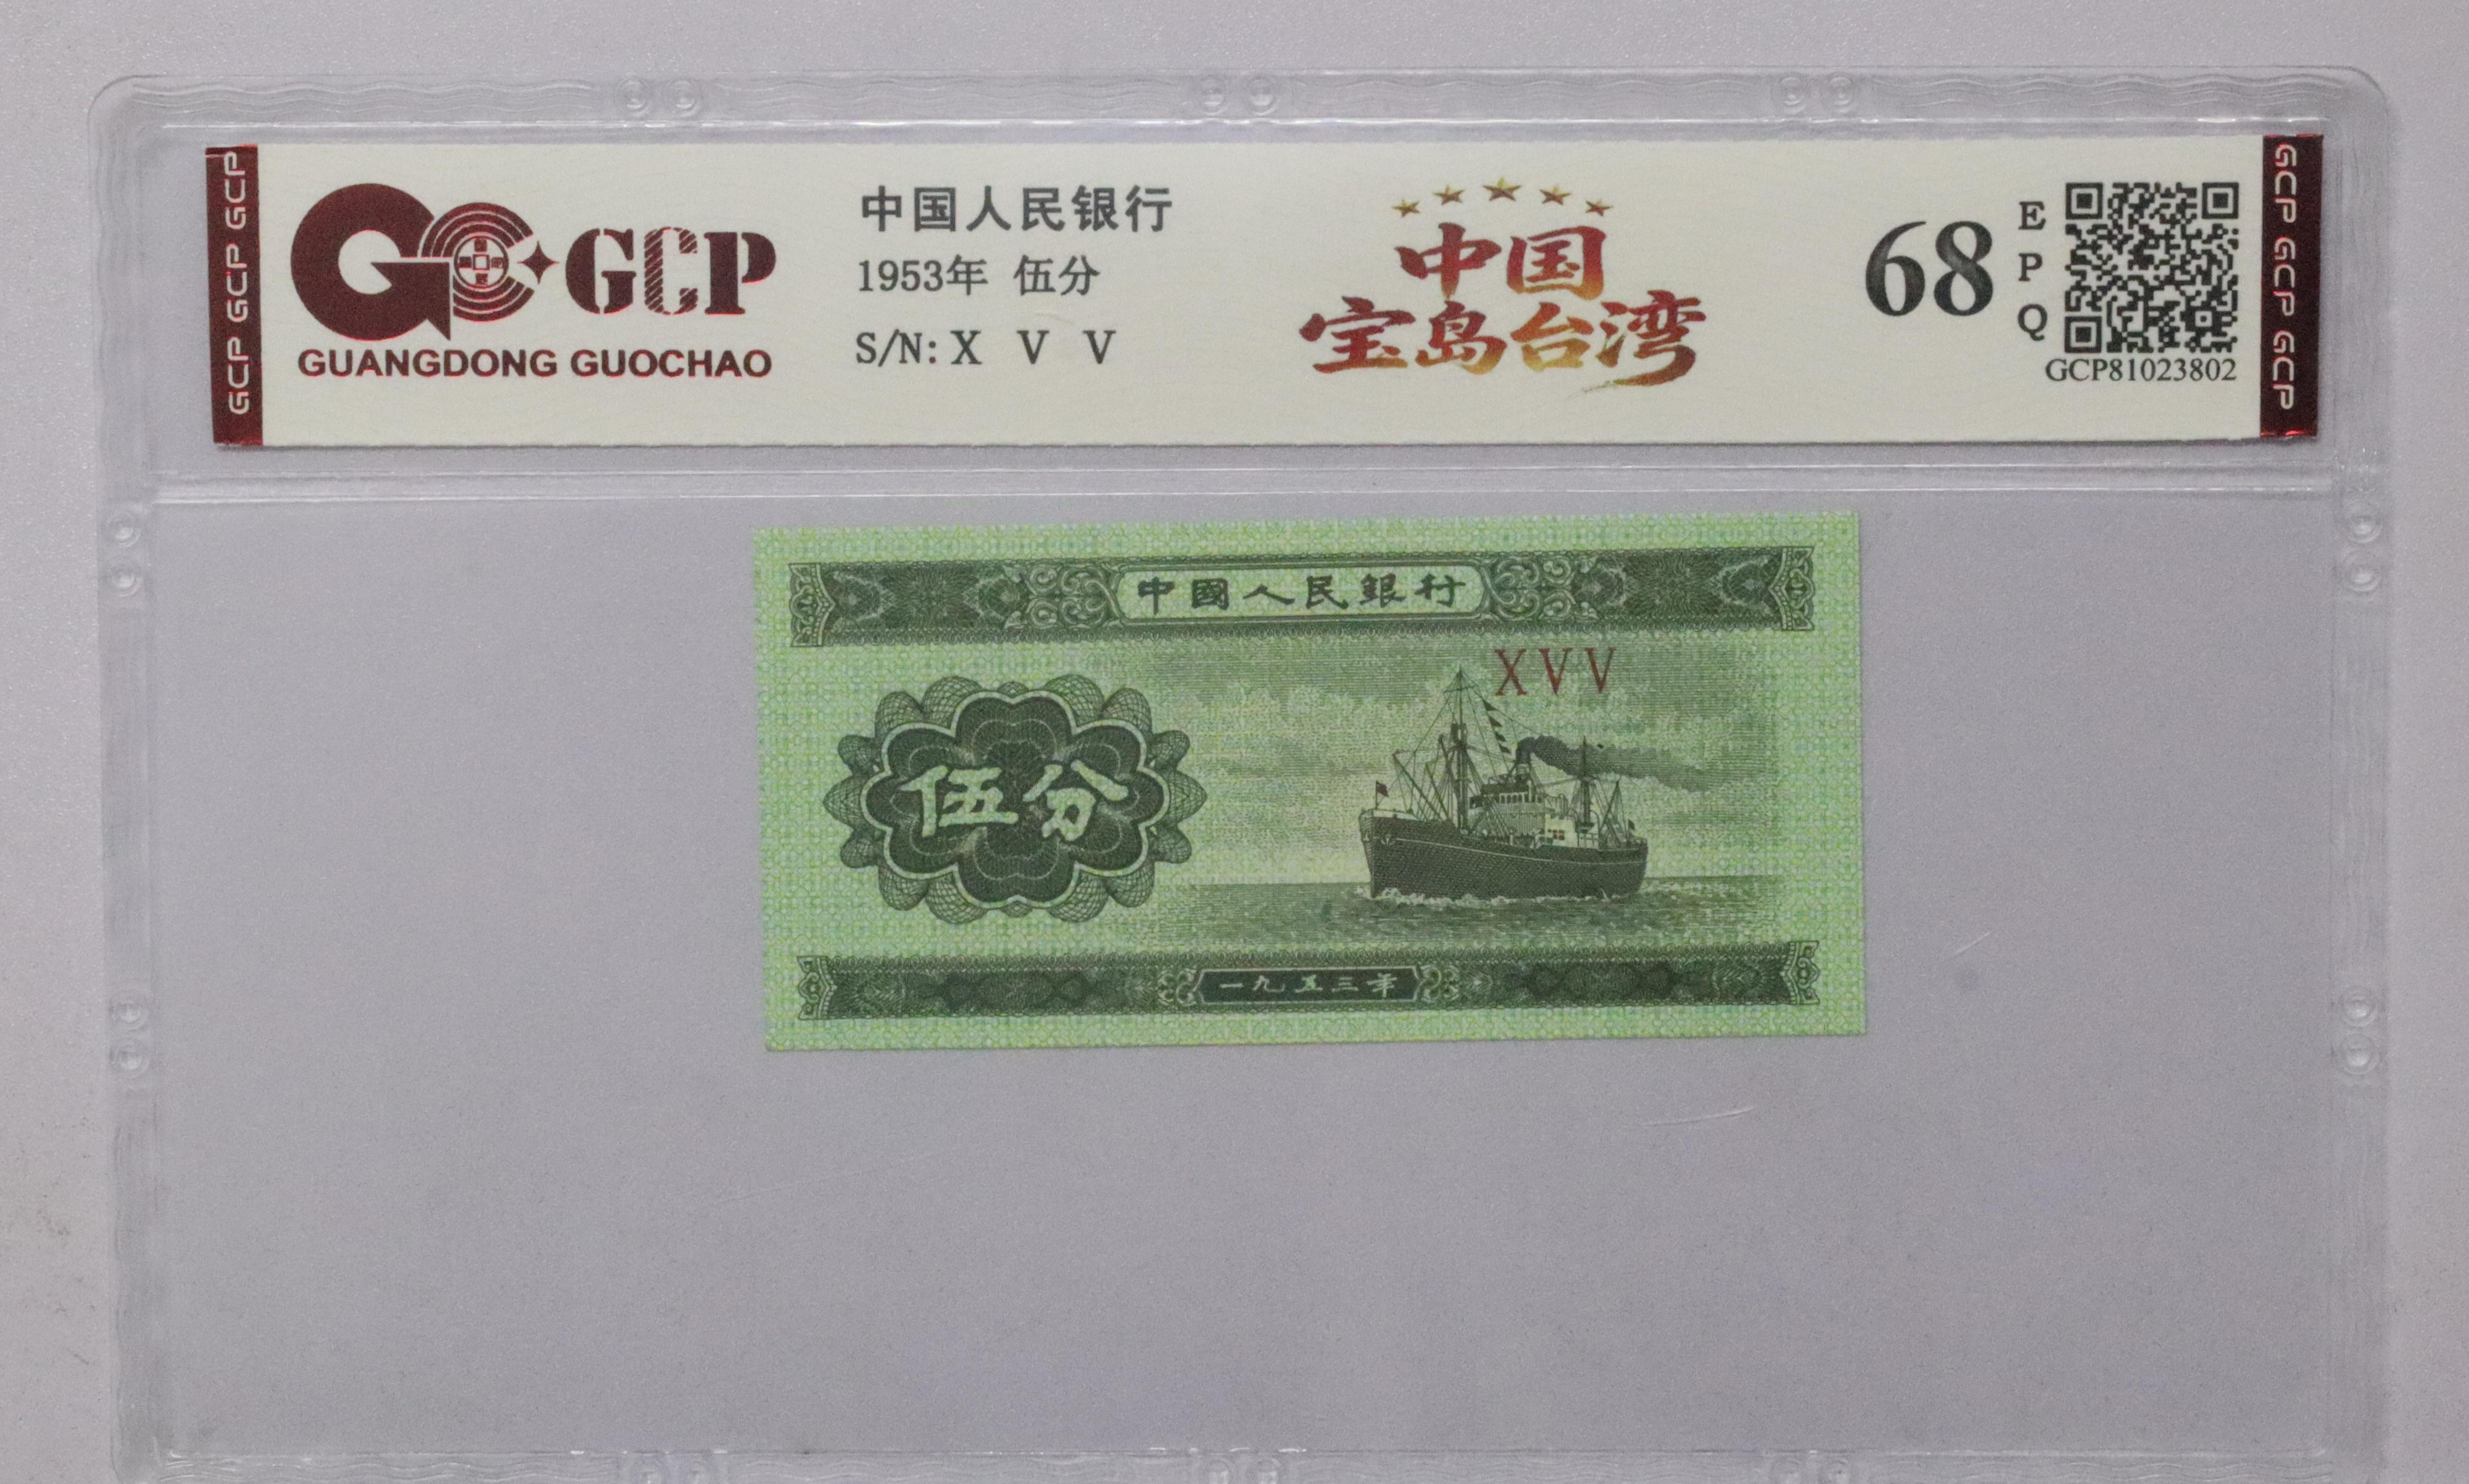 GCP GCP GCP
GCP
GUANGDONG GUOCHAO
中国人民银行
1953年 伍分
S/N: X V V
中国
宝岛台湾
68
E
P
Q
GCP81023802
GCP GCP GCP
中國人民銀行
XVV
伍分
一九五三年